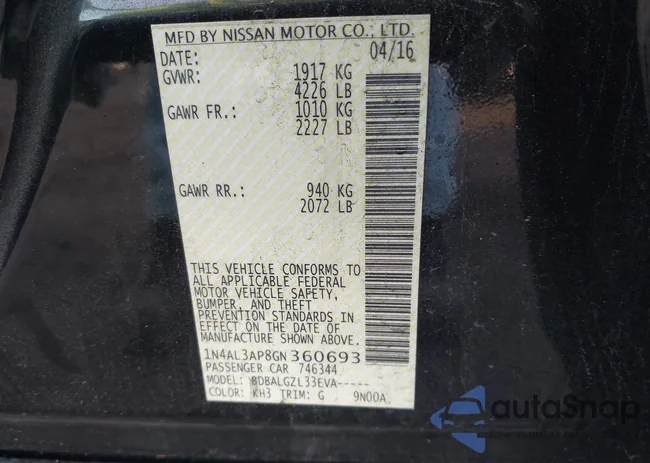 MFD BY NISSAN MOTOR CO., LTD.
DATE: 04/16
GVWR: 1917 KG
4226 LB
GAWR FR.: 1010 KG
2227 LB
GAWR RR.: 940 KG
2072 LB
THIS VEHICLE CONFORMS TO
ALL APPLICABLE FEDERAL
MOTOR VEHICLE SAFETY,
BUMPER, AND THEFT
PREVENTION STANDARDS IN
EFFECT ON THE DATE OF
MANUFACTURE SHOWN ABOVE.
1N4AL3AP8GN360693
PASSENGER CAR 746344
MODEL: BDBALGZL33EVA-----
COLOR: KH3 TRIM: G 9N00A
autoSnap